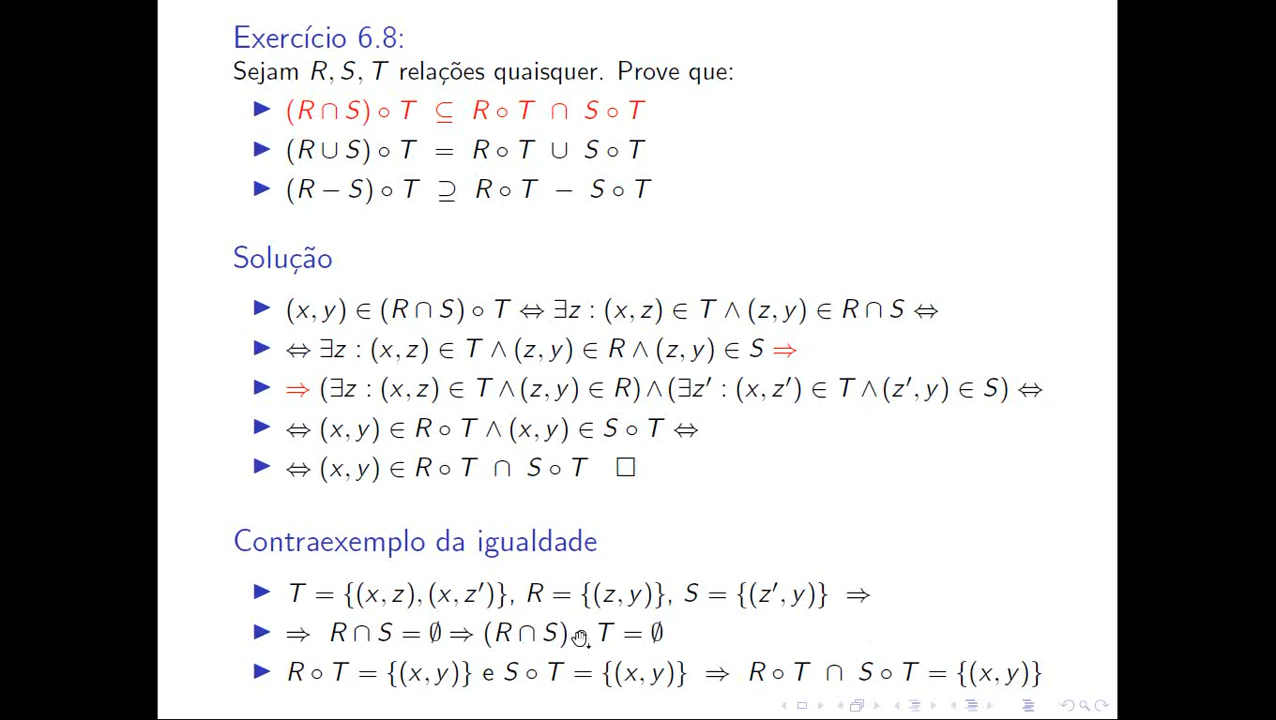 Exercício 6.8:
Sejam R, S, T relações quaisquer. Prove que:
▶ (R ∩ S) ∘ T ⊆ R ∘ T ∩ S ∘ T
▶ (R ∪ S) ∘ T = R ∘ T ∪ S ∘ T
▶ (R − S) ∘ T ⊇ R ∘ T − S ∘ T
Solução
▶ (x, y) ∈ (R ∩ S) ∘ T ⇔ ∃z : (x, z) ∈ T ∧ (z, y) ∈ R ∩ S ⇔
▶ ⇔ ∃z : (x, z) ∈ T ∧ (z, y) ∈ R ∧ (z, y) ∈ S ⇒
▶ ⇒ (∃z : (x, z) ∈ T ∧ (z, y) ∈ R) ∧ (∃z′ : (x, z′) ∈ T ∧ (z′, y) ∈ S) ⇔
▶ ⇔ (x, y) ∈ R ∘ T ∧ (x, y) ∈ S ∘ T ⇔
▶ ⇔ (x, y) ∈ R ∘ T ∩ S ∘ T □
Contraexemplo da igualdade
▶ T = {(x, z), (x, z′)}, R = {(z, y)}, S = {(z′, y)} ⇒
▶ ⇒ R ∩ S = ∅ ⇒ (R ∩ S) T = ∅
▶ R ∘ T = {(x, y)} e S ∘ T = {(x, y)} ⇒ R ∘ T ∩ S ∘ T = {(x, y)}